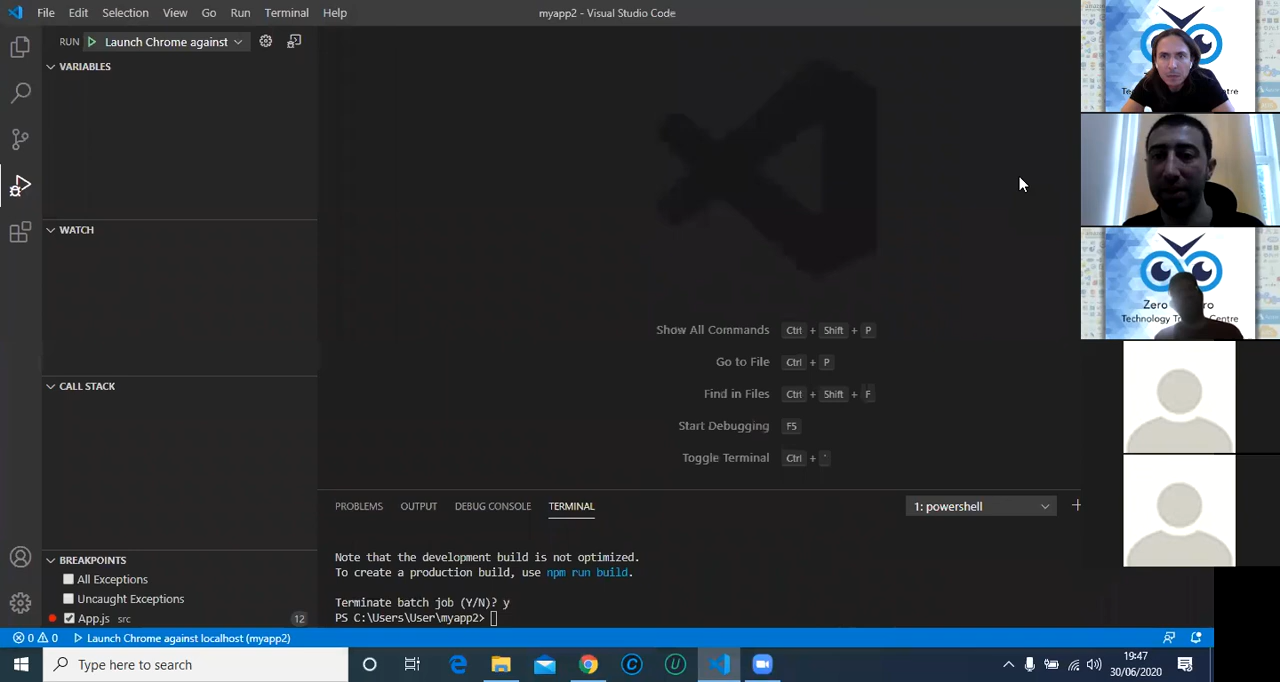 File Edit Selection View Go Run Terminal Help
myapp2 - Visual Studio Code
RUN Launch Chrome against
VARIABLES
WATCH
CALL STACK
BREAKPOINTS
All Exceptions
Uncaught Exceptions
App.js src 12
Show All Commands Ctrl + Shift + P
Go to File Ctrl + P
Find in Files Ctrl + Shift + F
Start Debugging F5
Toggle Terminal Ctrl + `
PROBLEMS OUTPUT DEBUG CONSOLE TERMINAL
1: powershell
Note that the development build is not optimized.
To create a production build, use npm run build.
Terminate batch job (Y/N)? y
PS C:\Users\User\myapp2>
Zero
Technology Centre
0 0 Launch Chrome against localhost (myapp2)
Type here to search
19:47
30/06/2020